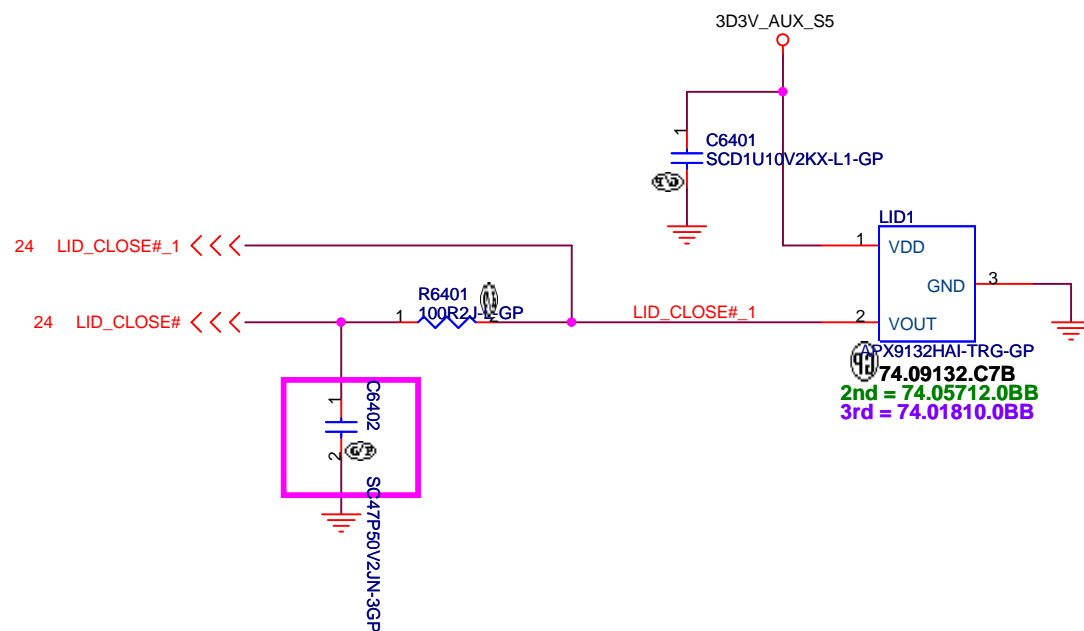 3D3V_AUX_S5
1
C6401
SCD1U10V2KX-L1-GP
LID1
24 LID_CLOSE#_1
1
VDD
GND
3
R6401
100R2J-L-GP
24 LID_CLOSE#
1
2
LID_CLOSE#_1
2
VOUT
APX9132HAI-TRG-GP
74.09132.C7B
2nd = 74.05712.0BB
3rd = 74.01810.0BB
C6402
1
2
SC47P50V2JN-3GP